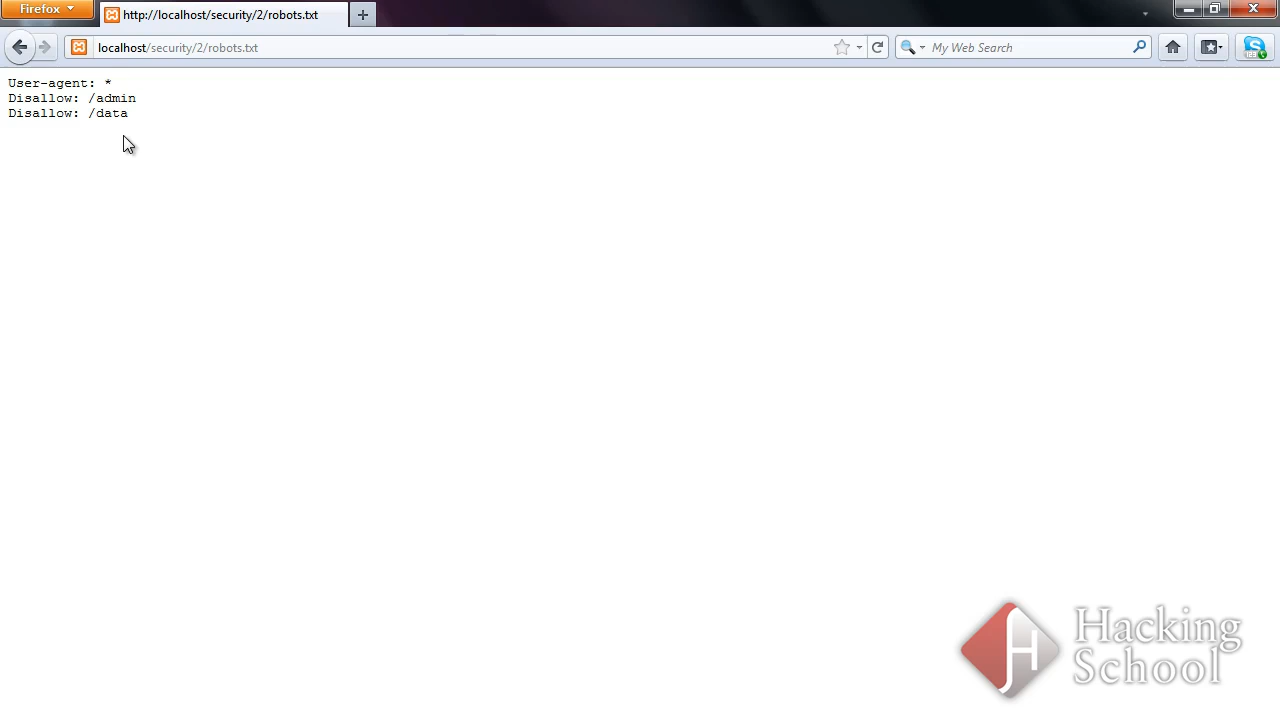 Firefox
http://localhost/security/2/robots.txt
localhost/security/2/robots.txt
My Web Search
User-agent: *
Disallow: /admin
Disallow: /data
Hacking
School